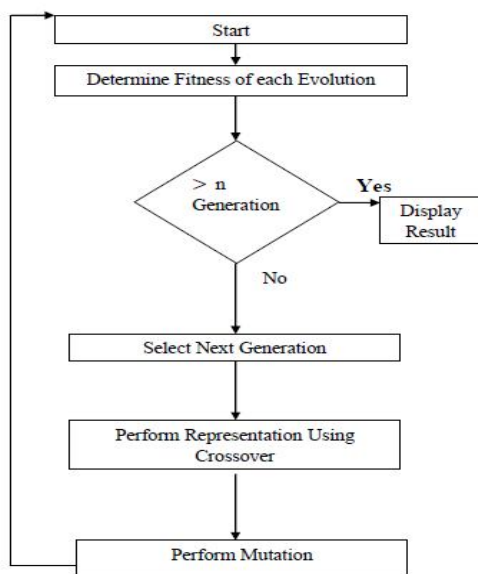 Start
Determine Fitness of each Evolution
> n
Generation
Yes
Display
Result
No
Select Next Generation
Perform Representation Using
Crossover
Perform Mutation